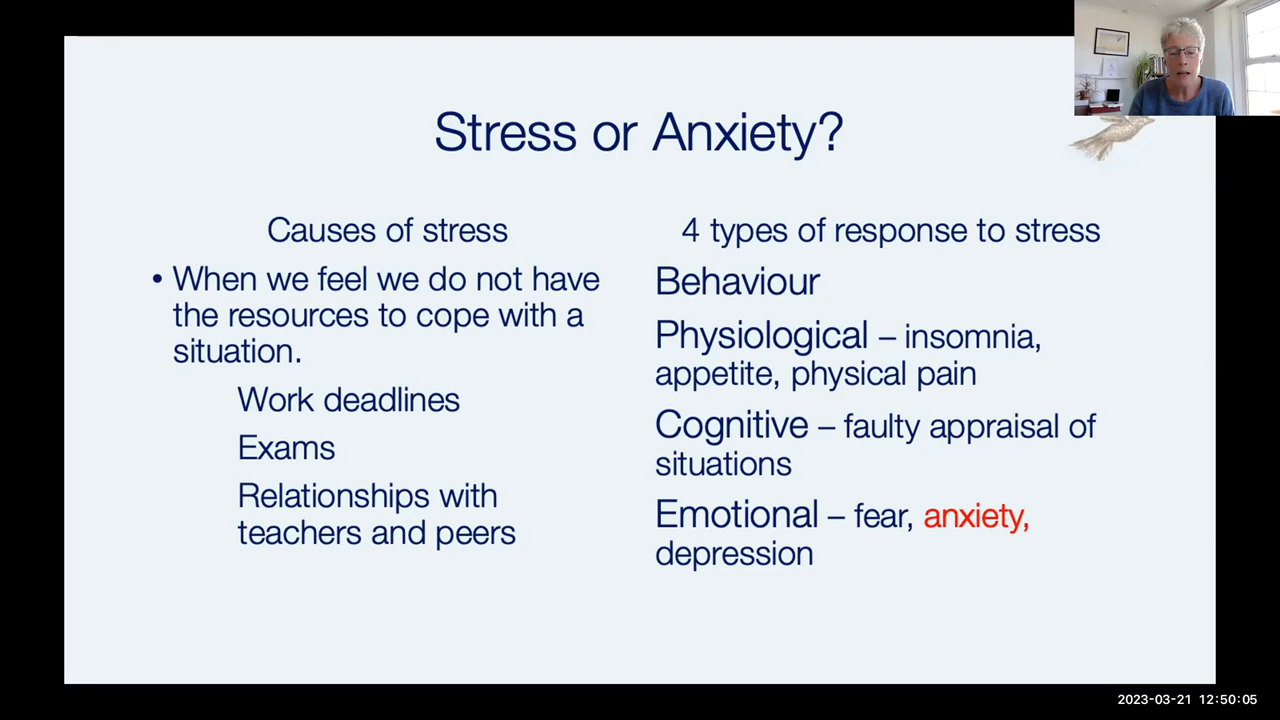 Stress or Anxiety?
Causes of stress
• When we feel we do not have
the resources to cope with a
situation.
Work deadlines
Exams
Relationships with
teachers and peers
4 types of response to stress
Behaviour
Physiological – insomnia,
appetite, physical pain
Cognitive – faulty appraisal of
situations
Emotional – fear, anxiety,
depression
2023-03-21 12:50:05